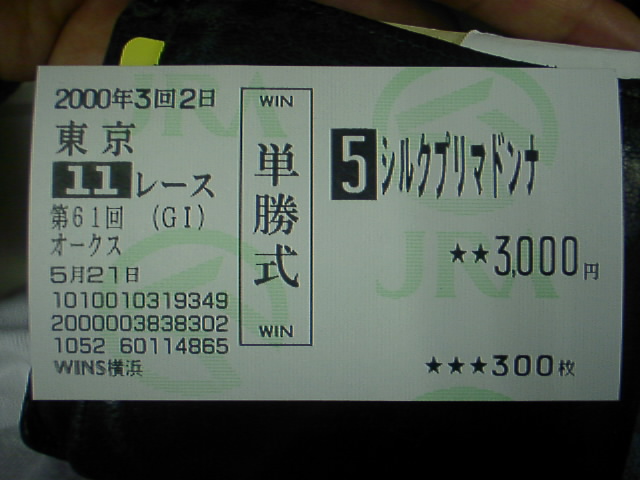 2000年3回2日
東京
11レース
第61回 (GI)
オークス
5月21日
1010010319349
2000003838302
1052 60114865
WINS横浜
WIN
単勝式
WIN
5 シルクプリマドンナ
★★3,000円
★★★300枚
JRA
JRA